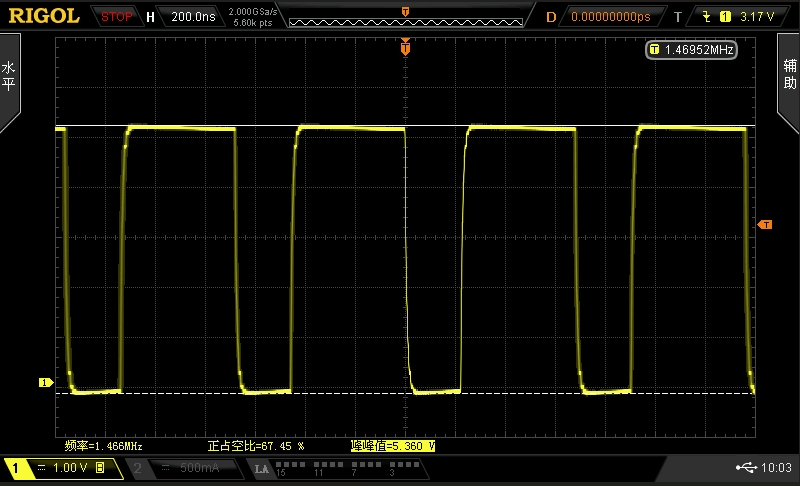 RIGOL STOP H 200.0ns 2.000GSa/s 5.60k pts D 0.00000000ps T 1 3.17 V
T
T
T 1.46952MHz
水平
辅助
T
1
频率=1.466MHz 正占空比=67.45 % 峰峰值=5.360 V
1 = 1.00 V B 2 = 500mA LA 15 11 7 3 10:03